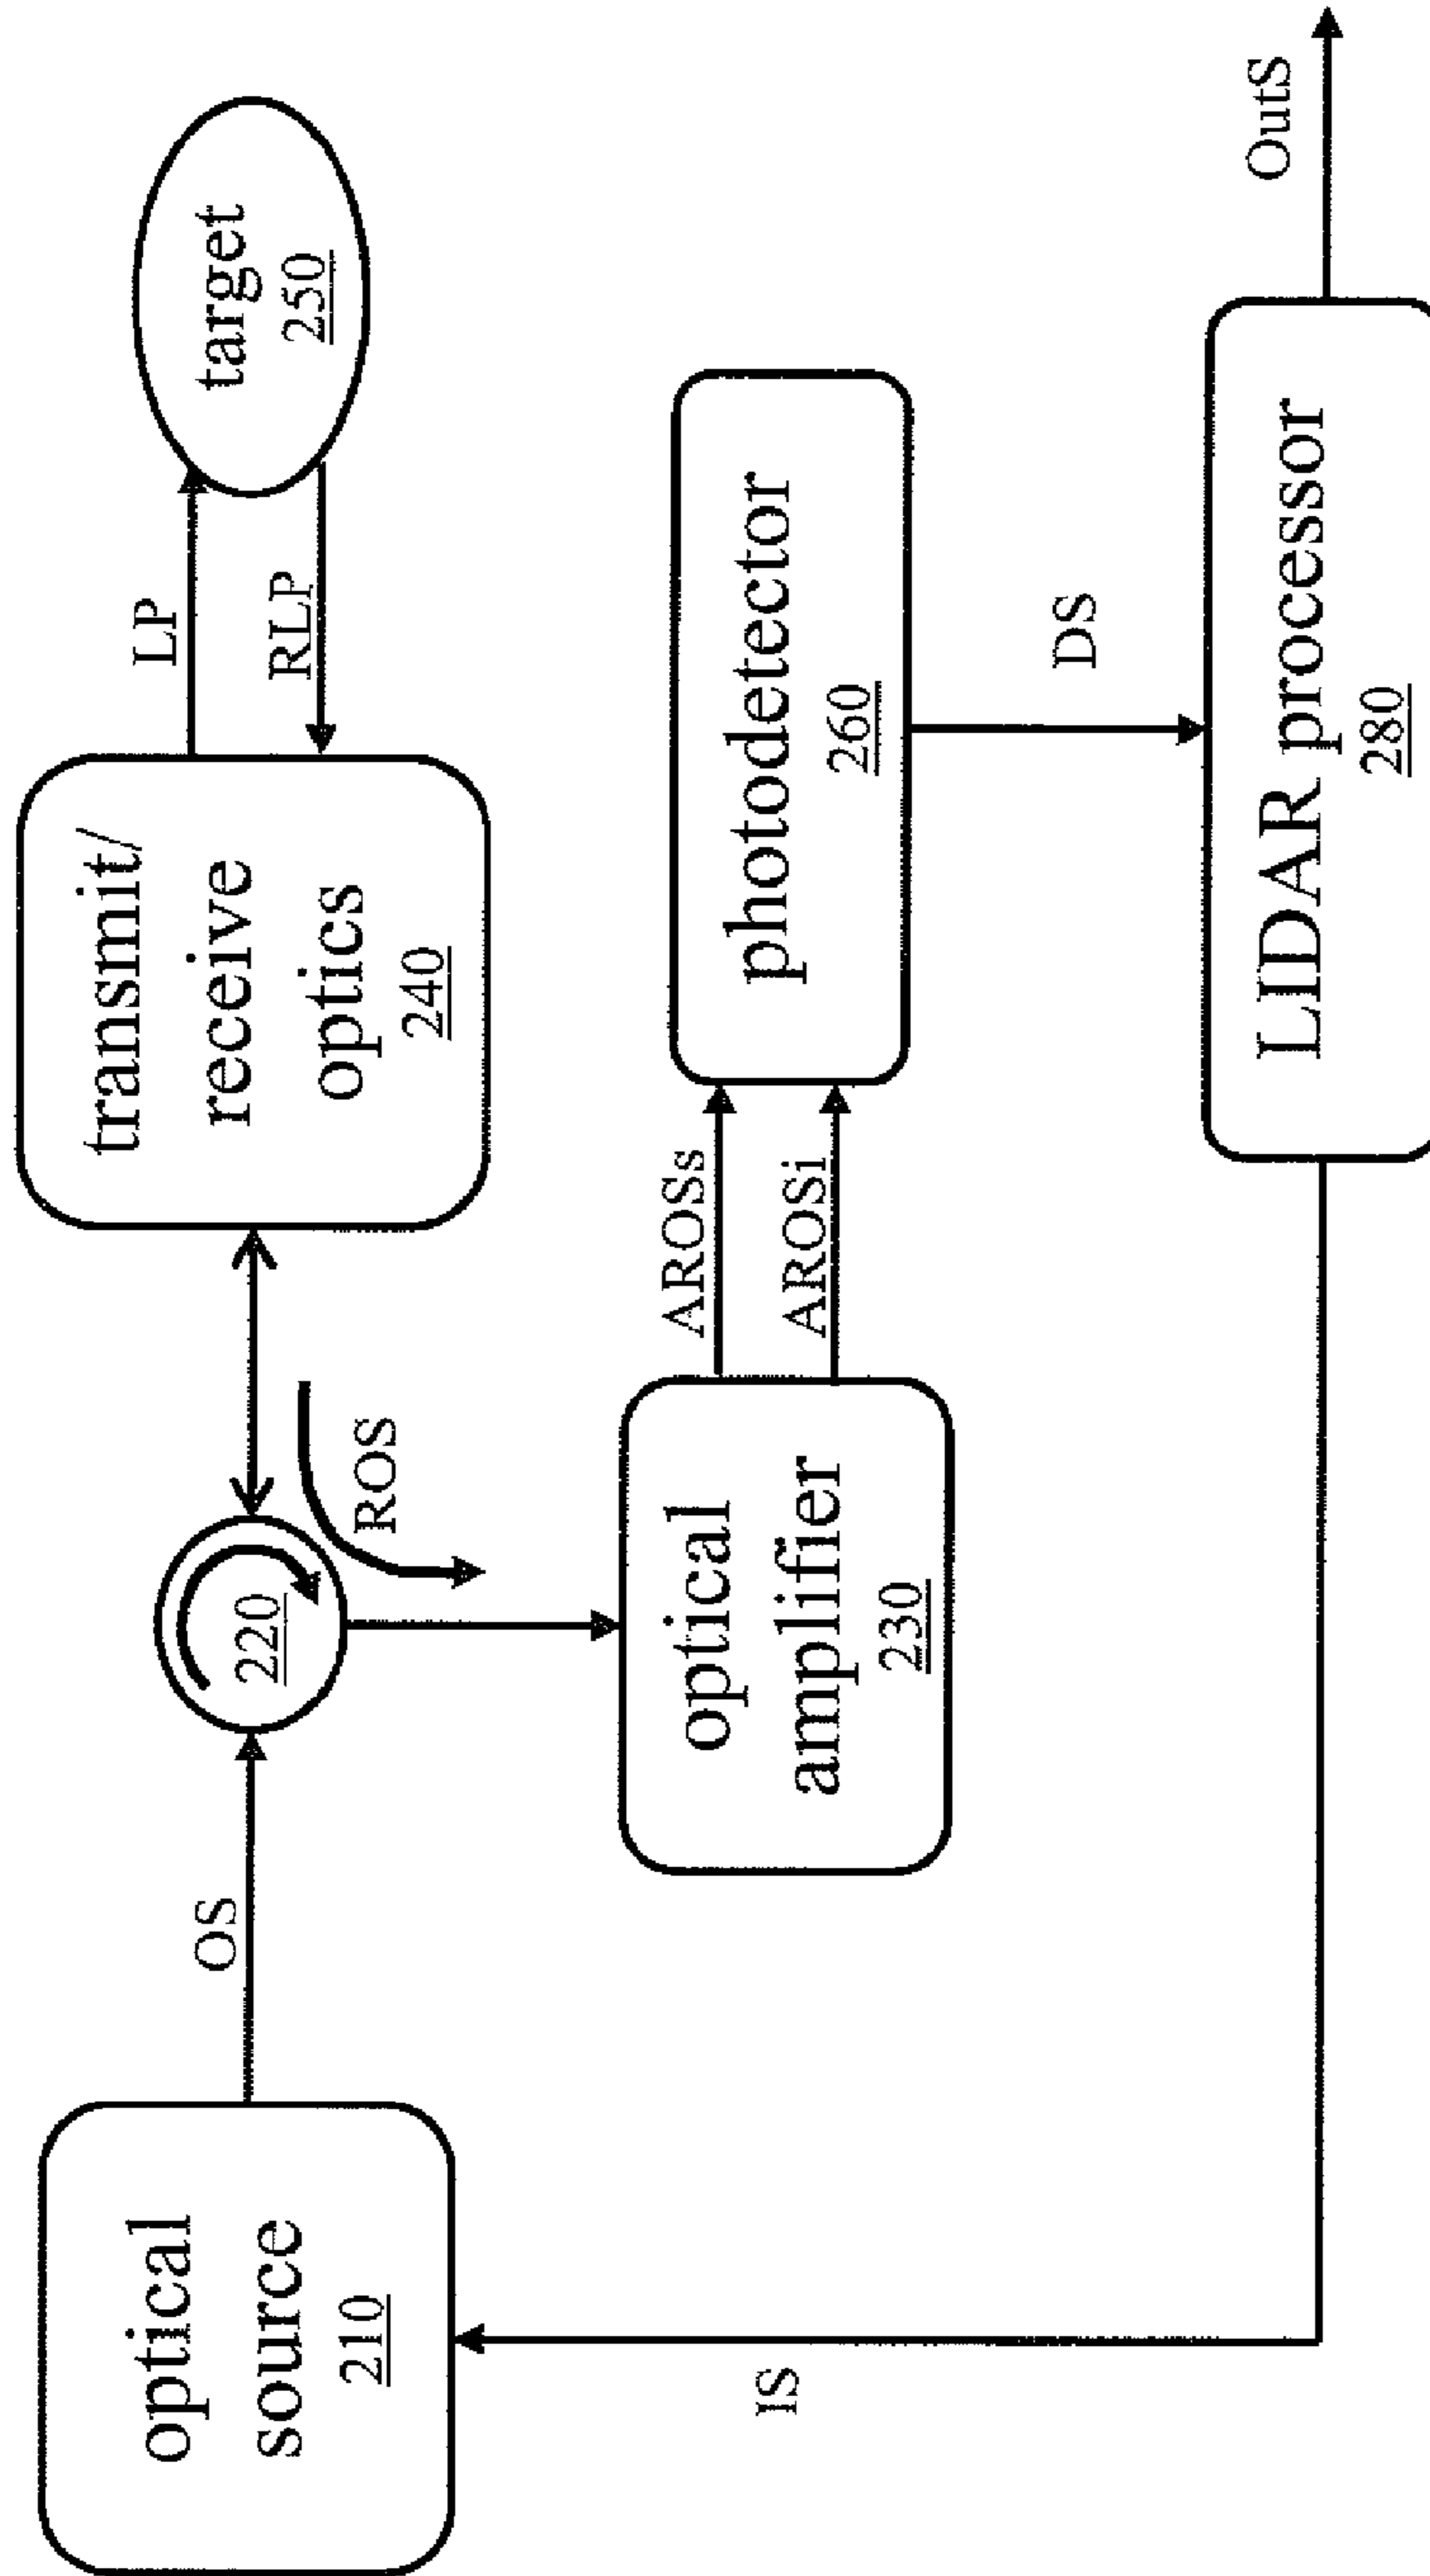 optical
source
210
OS
220
ROS
transmit/
receive
optics
240
LP
RLP
target
250
optical
amplifier
230
AROSs
AROSi
photodetector
260
DS
IS
LIDAR processor
280
OutS